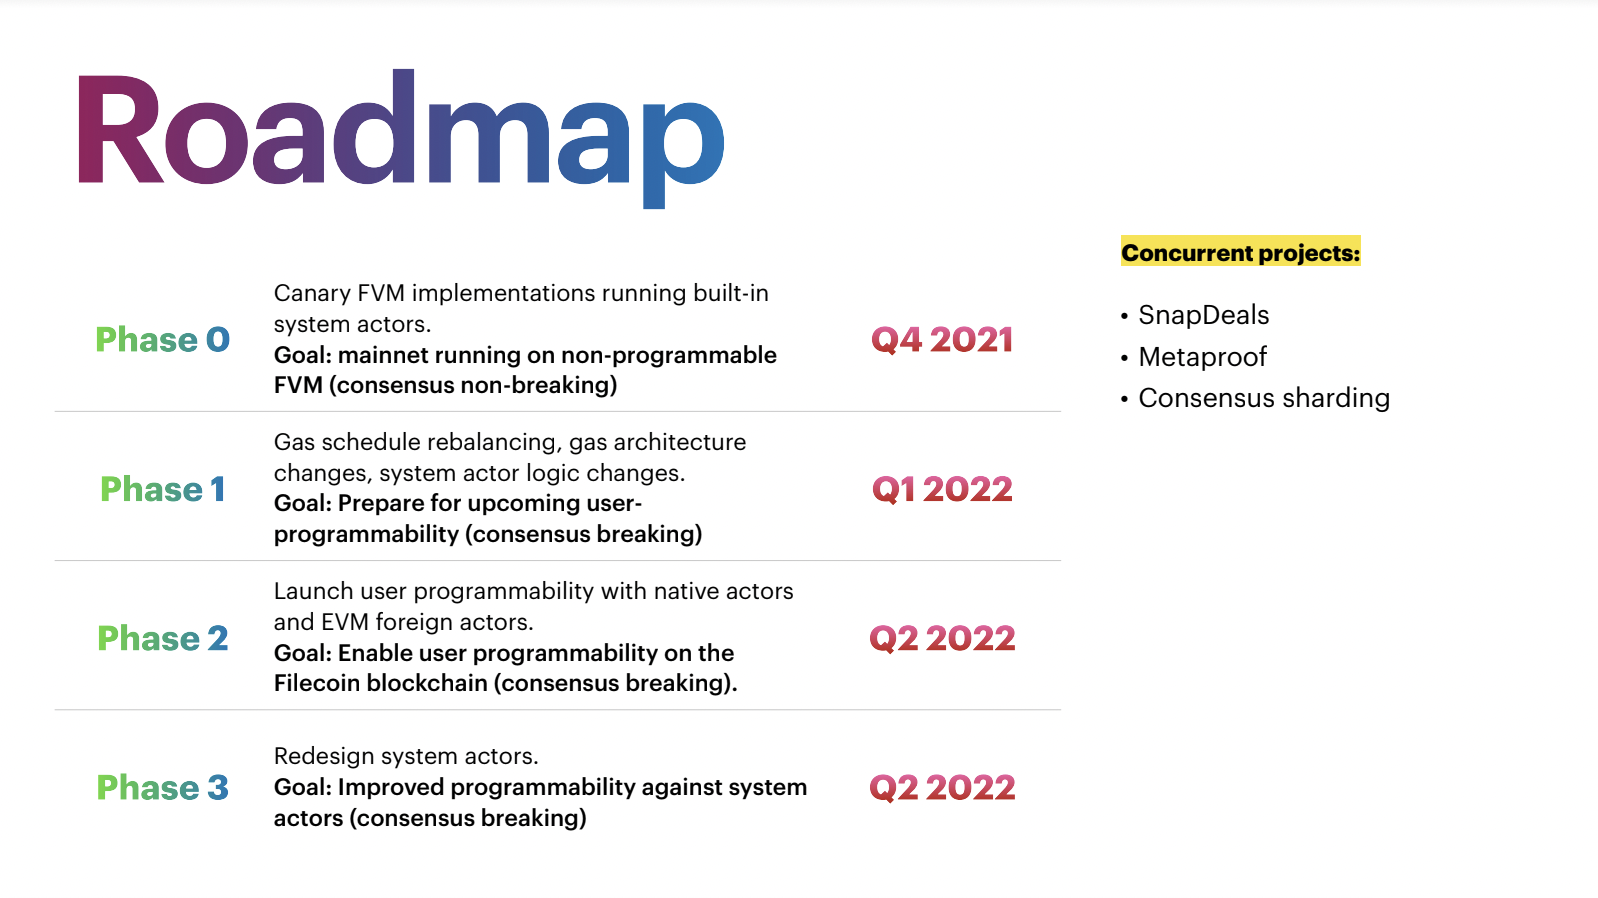 Roadmap
Phase 0
Canary FVM implementations running built-in
system actors.
Goal: mainnet running on non-programmable
FVM (consensus non-breaking)
Q4 2021
Phase 1
Gas schedule rebalancing, gas architecture
changes, system actor logic changes.
Goal: Prepare for upcoming user-
programmability (consensus breaking)
Q1 2022
Phase 2
Launch user programmability with native actors
and EVM foreign actors.
Goal: Enable user programmability on the
Filecoin blockchain (consensus breaking).
Q2 2022
Phase 3
Redesign system actors.
Goal: Improved programmability against system
actors (consensus breaking)
Q2 2022
Concurrent projects:
• SnapDeals
• Metaproof
• Consensus sharding